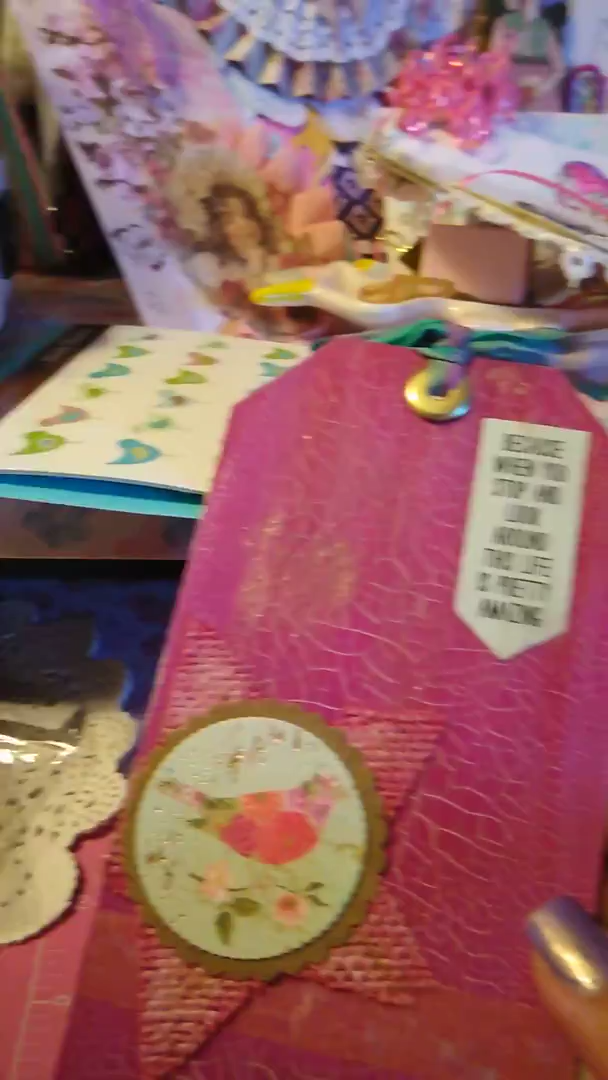 BECAUSE
WHEN YOU
STOP AND
LOOK
AROUND
THIS LIFE
IS PRETTY
AMAZING